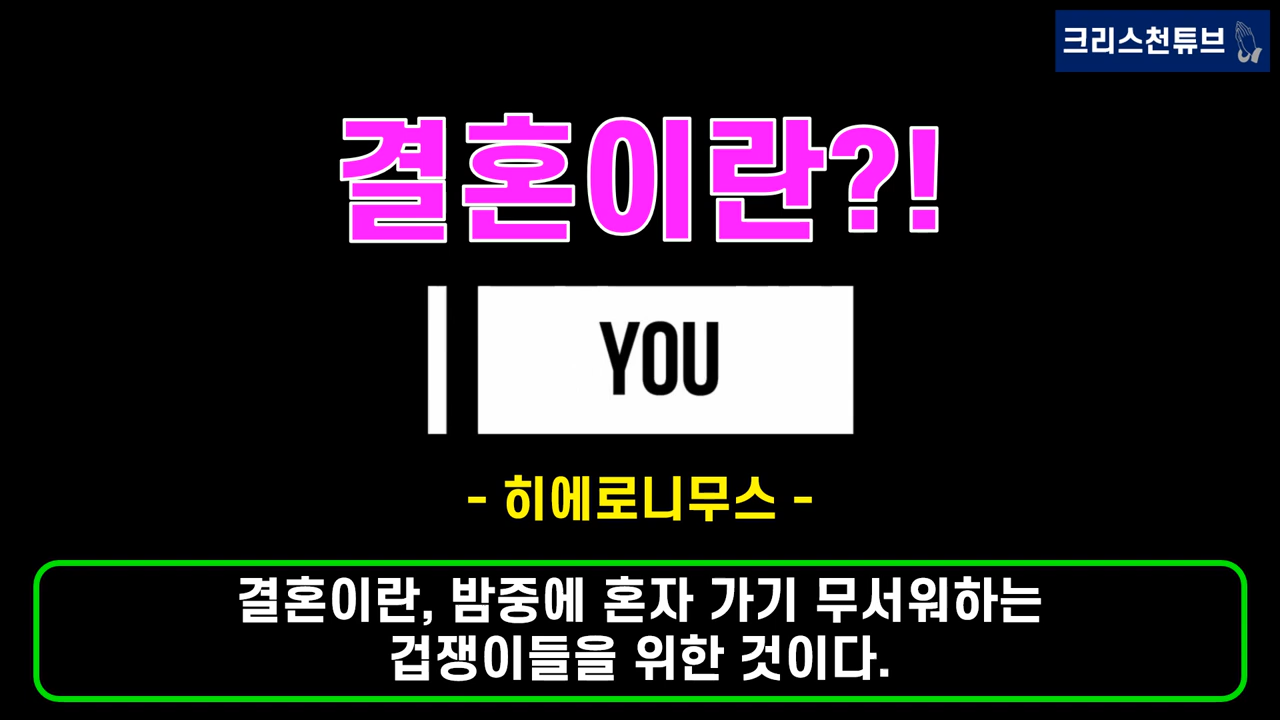 크리스천튜브
결혼이란?!
YOU
- 히에로니무스 -
결혼이란, 밤중에 혼자 가기 무서워하는
겁쟁이들을 위한 것이다.